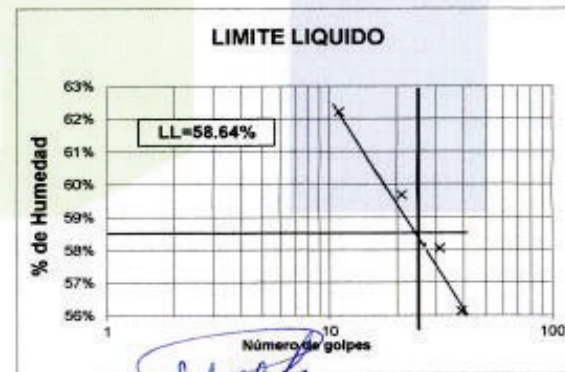 LIMITE LIQUIDO
63%
62%
61%
60%
59%
58%
57%
56%
% de Humedad
LL=58.64%
1
10
100
Número de golpes